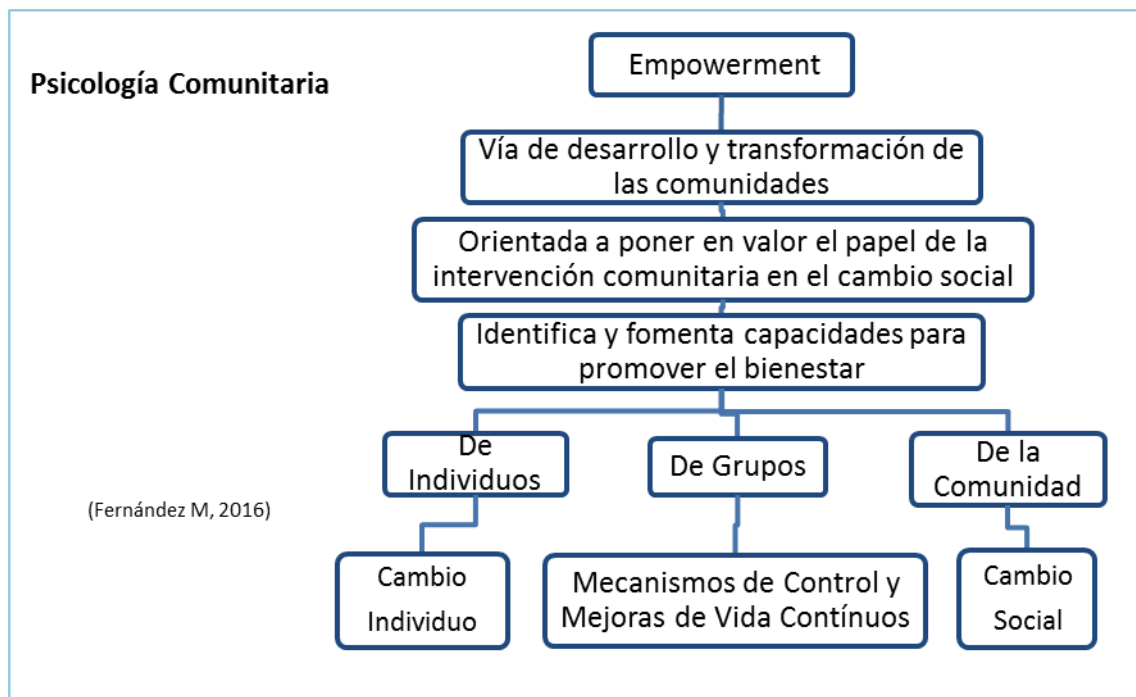 Psicología Comunitaria
Empowerment
Vía de desarrollo y transformación de
las comunidades
Orientada a poner en valor el papel de la
intervención comunitaria en el cambio social
Identifica y fomenta capacidades para
promover el bienestar
De
Individuos
De Grupos
De la
Comunidad
(Fernández M, 2016)
Cambio
Individuo
Mecanismos de Control y
Mejoras de Vida Contínuos
Cambio
Social